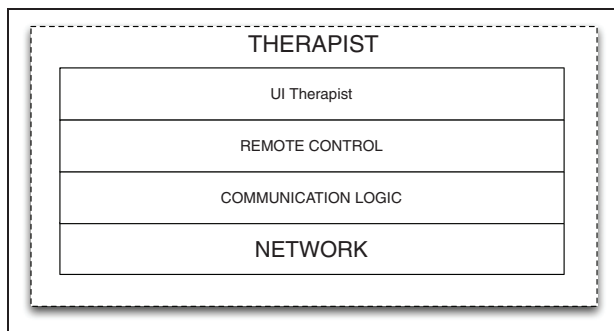 THERAPIST
UI Therapist
REMOTE CONTROL
COMMUNICATION LOGIC
NETWORK